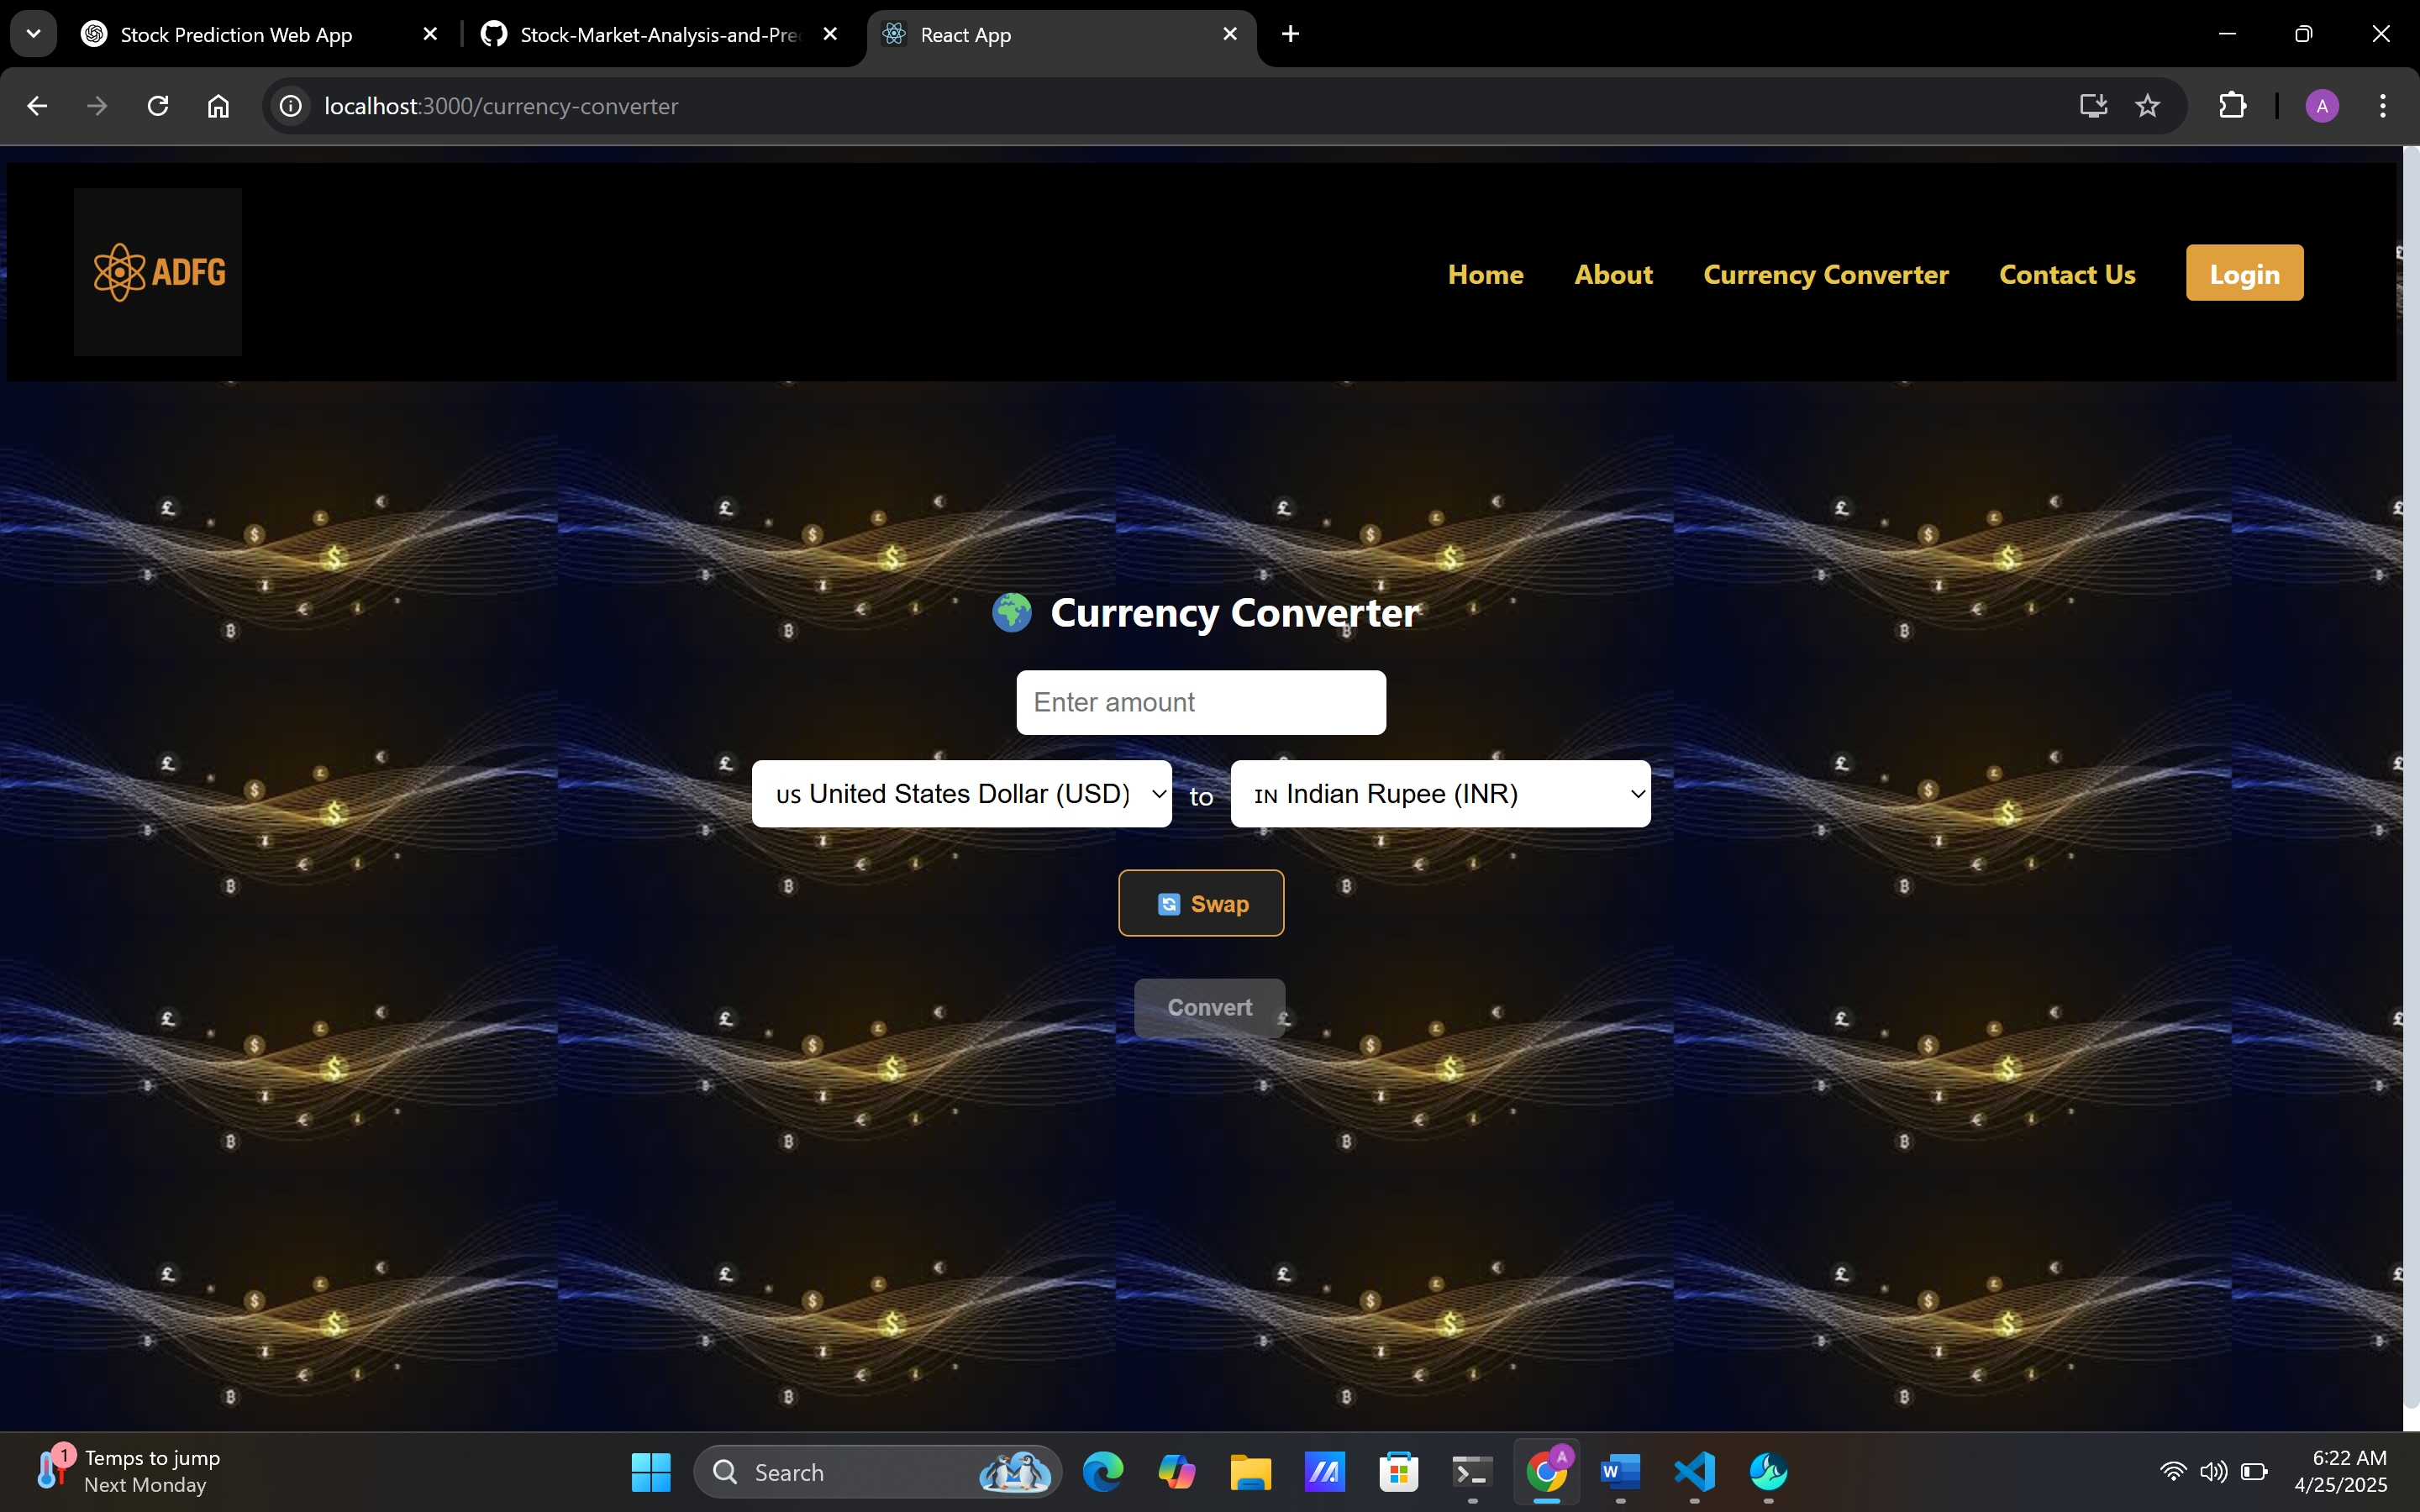 Stock Prediction Web App
Stock-Market-Analysis-and-Pre
React App
localhost:3000/currency-converter
A
ADFG
Home
About
Currency Converter
Contact Us
Login
Currency Converter
Enter amount
US United States Dollar (USD)
to
IN Indian Rupee (INR)
Swap
Convert
1
Temps to jump
Next Monday
Search
A
W
6:22 AM
4/25/2025